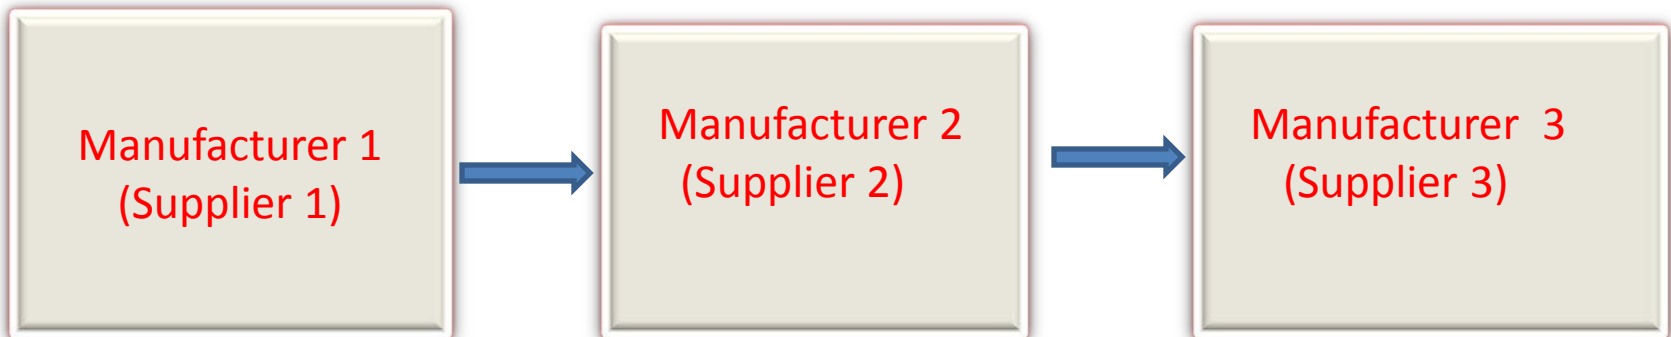 Manufacturer 1
(Supplier 1)
Manufacturer 2
(Supplier 2)
Manufacturer 3
(Supplier 3)